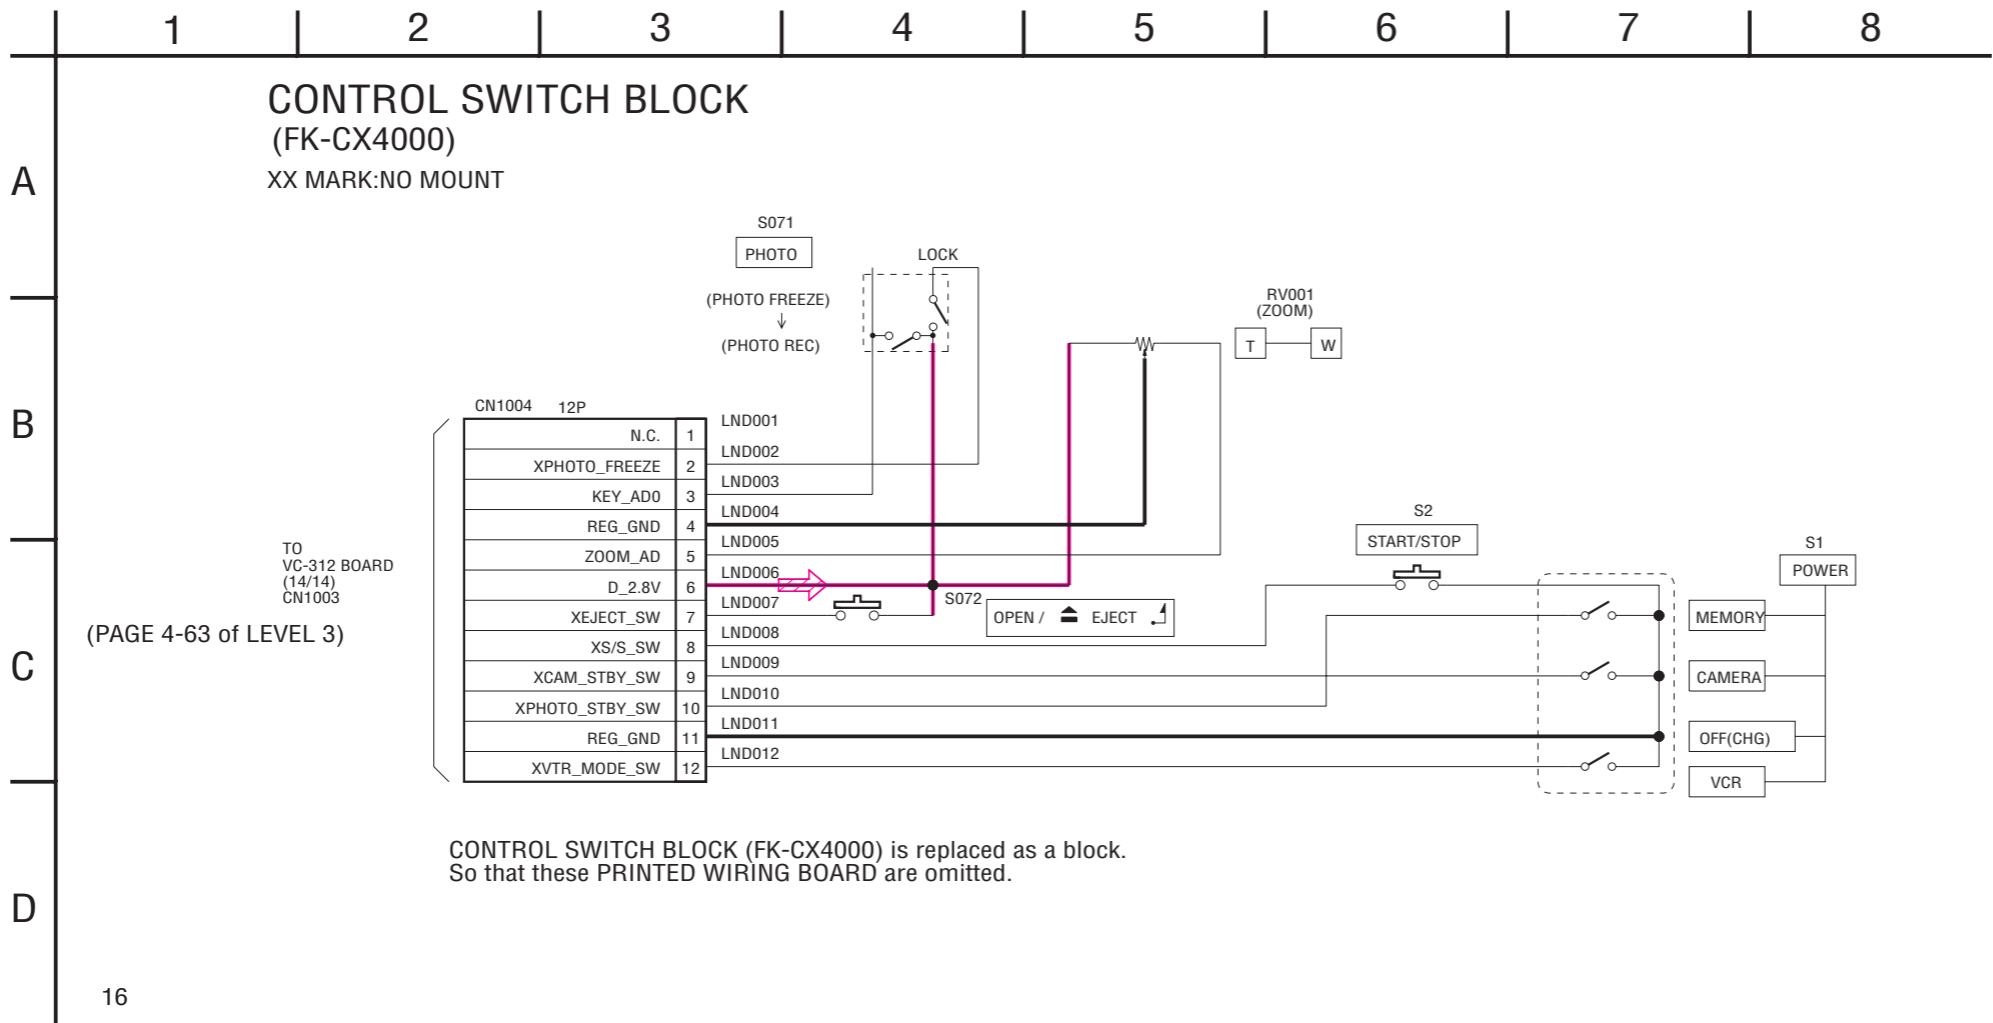 1 2 3 4 5 6 7 8
CONTROL SWITCH BLOCK
(FK-CX4000)
XX MARK:NO MOUNT
A
B
C
D
S071
PHOTO
LOCK
(PHOTO FREEZE)
↓
(PHOTO REC)
RV001
(ZOOM)
T W
CN1004 12P
N.C. 1 LND001
XPHOTO_FREEZE 2 LND002
KEY_AD0 3 LND003
REG_GND 4 LND004
ZOOM_AD 5 LND005
D_2.8V 6 LND006
XEJECT_SW 7 LND007
XS/S_SW 8 LND008
XCAM_STBY_SW 9 LND009
XPHOTO_STBY_SW 10 LND010
REG_GND 11 LND011
XVTR_MODE_SW 12 LND012
TO
VC-312 BOARD
(14/14)
CN1003
(PAGE 4-63 of LEVEL 3)
S072
OPEN / EJECT
S2
START/STOP
S1
POWER
MEMORY
CAMERA
OFF(CHG)
VCR
CONTROL SWITCH BLOCK (FK-CX4000) is replaced as a block.
So that these PRINTED WIRING BOARD are omitted.
16